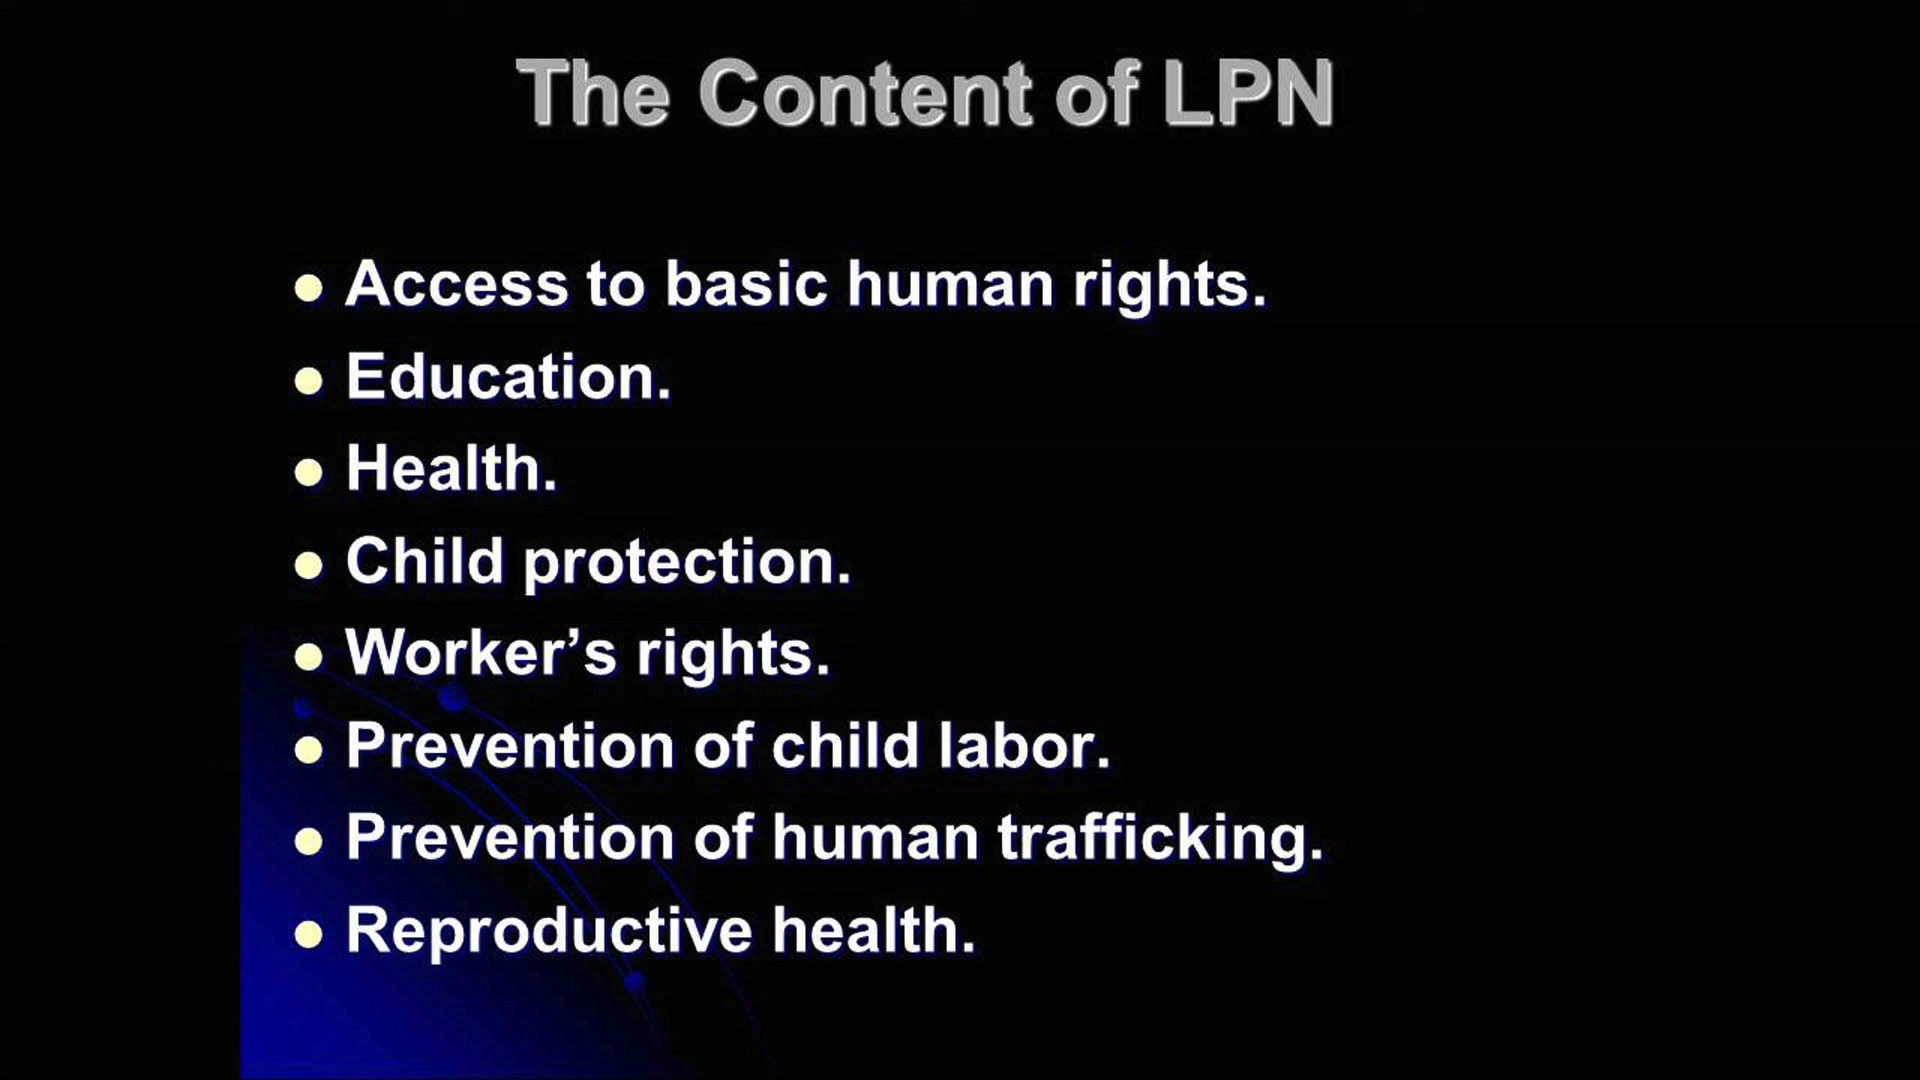 The Content of LPN
Access to basic human rights.
Education.
Health.
Child protection.
Worker’s rights.
Prevention of child labor.
Prevention of human trafficking.
Reproductive health.